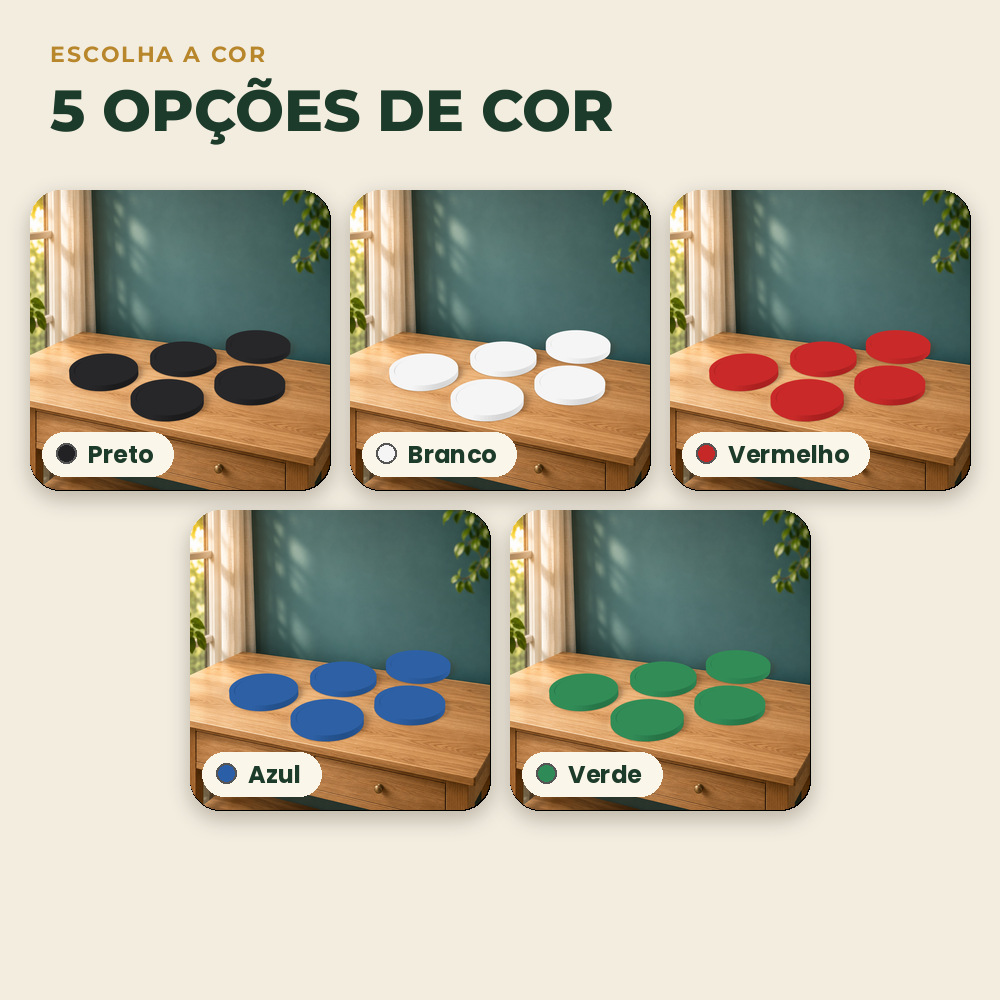 ESCOLHA A COR
5 OPÇÕES DE COR
Preto
Branco
Vermelho
Azul
Verde